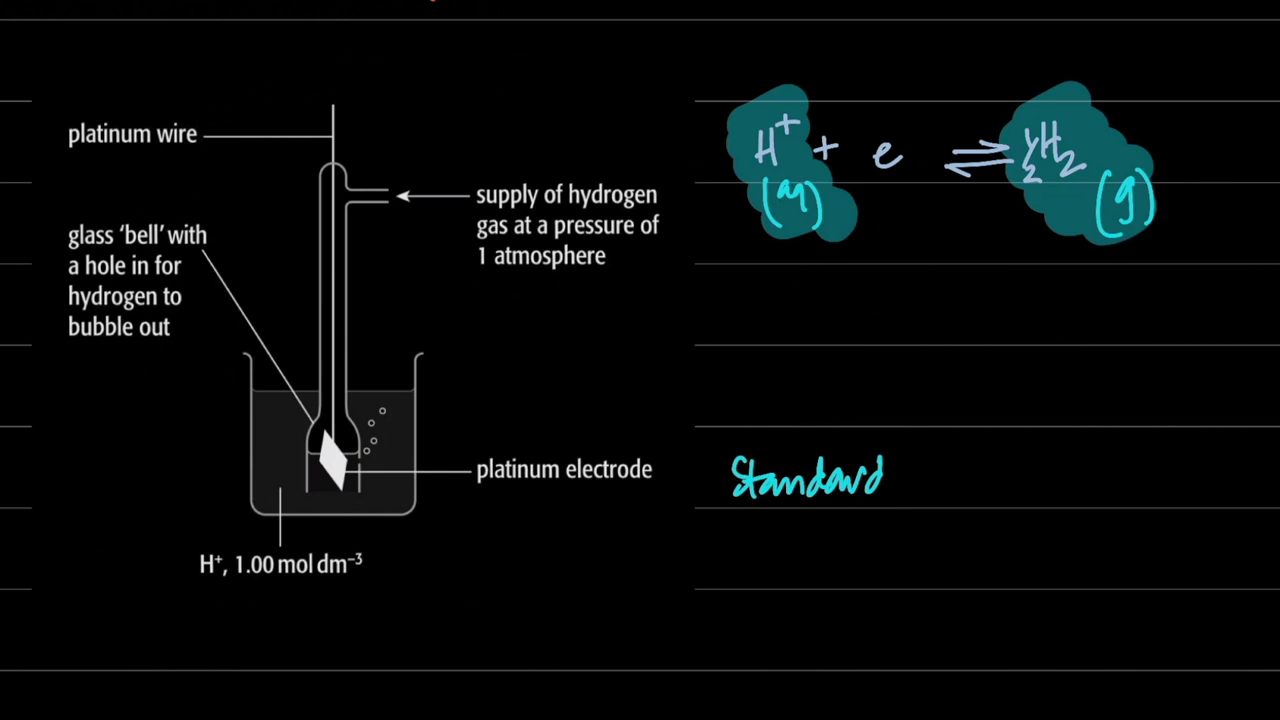 platinum wire
glass ‘bell’ with
a hole in for
hydrogen to
bubble out
supply of hydrogen
gas at a pressure of
1 atmosphere
platinum electrode
H⁺, 1.00 mol dm⁻³
H⁺ + e ⇌ ½H₂
(aq) (g)
Standard